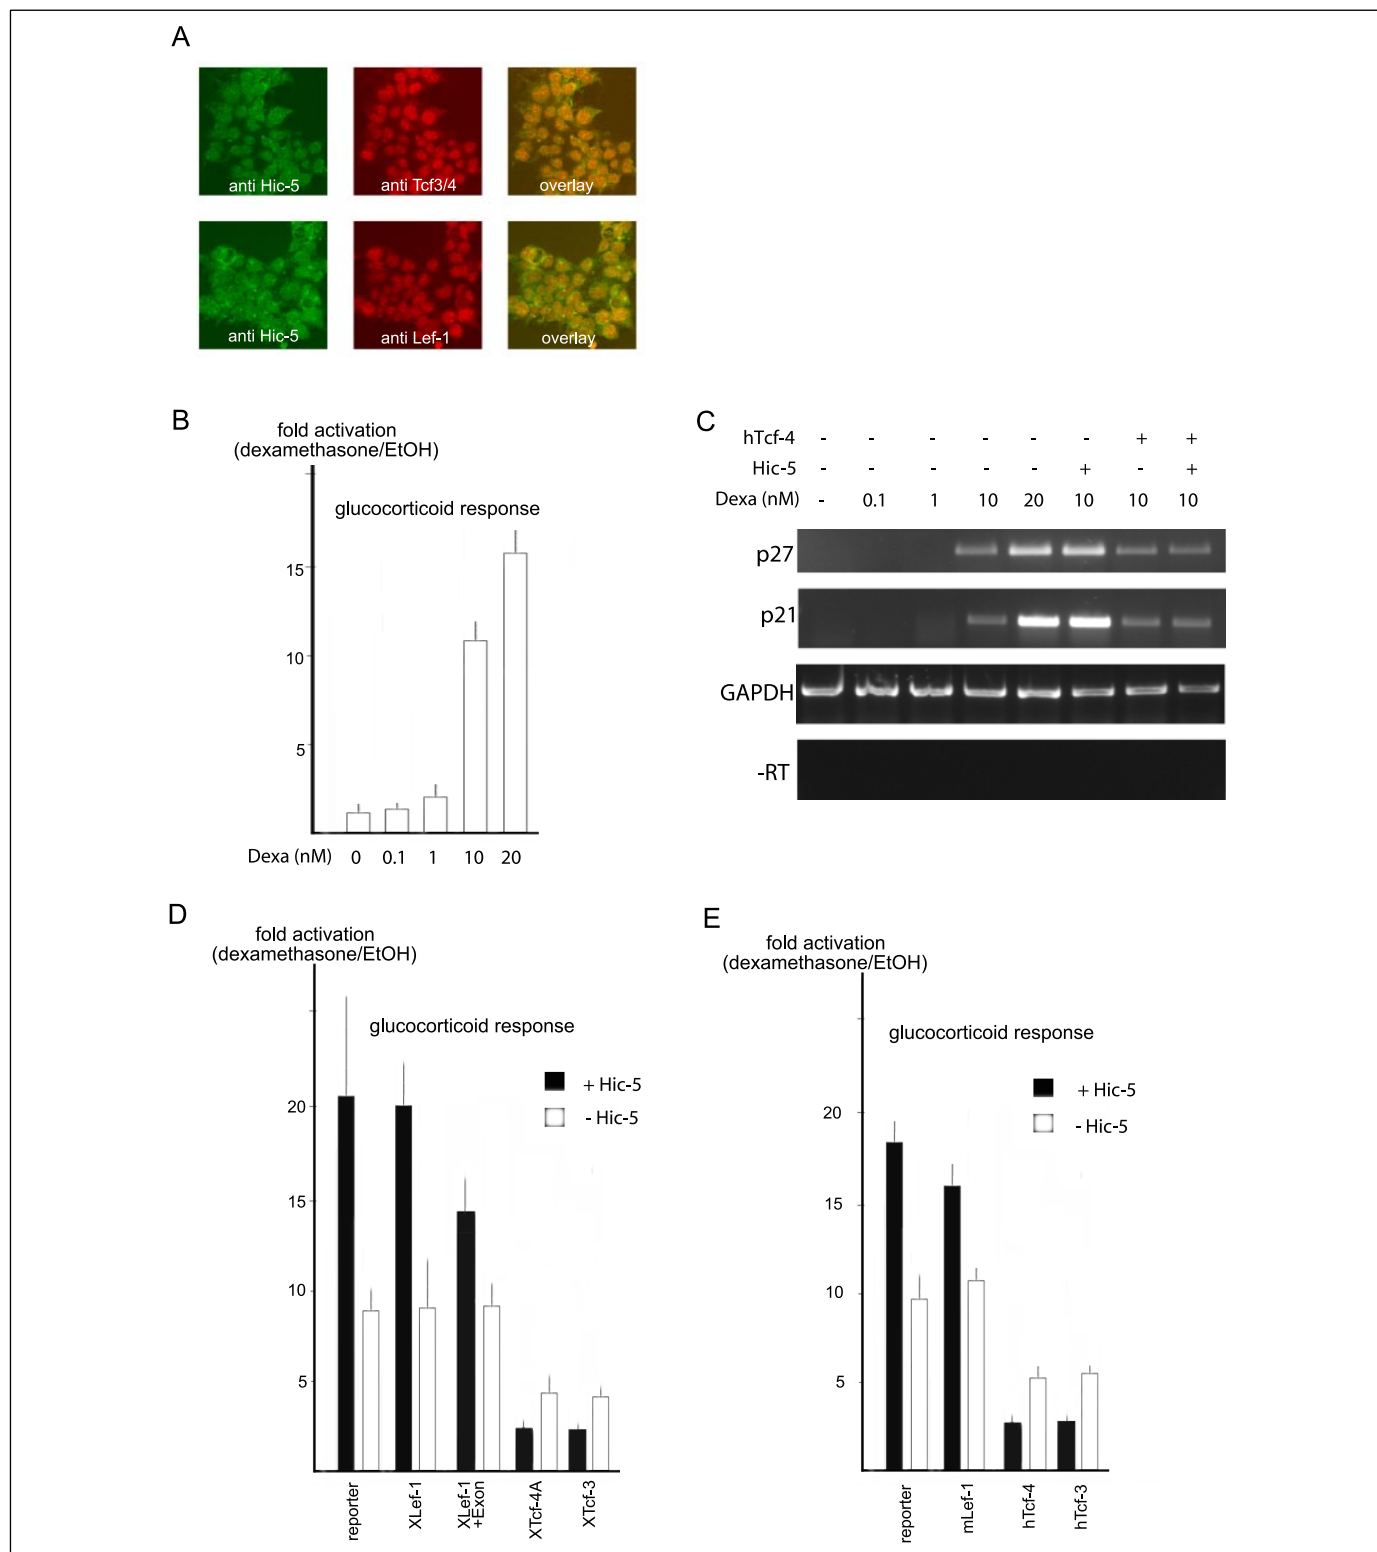 A
anti Hic-5 anti Tcf3/4 overlay
anti Hic-5 anti Lef-1 overlay
B
fold activation
(dexamethasone/EtOH)
glucocorticoid response
15
10
5
Dexa (nM) 0 0.1 1 10 20
C
hTcf-4 - - - - - - + +
Hic-5 - - - - - + - +
Dexa (nM) - 0.1 1 10 20 10 10 10
p27
p21
GAPDH
-RT
D
fold activation
(dexamethasone/EtOH)
glucocorticoid response
+ Hic-5
- Hic-5
20
15
10
5
reporter
XLef-1
XLef-1
+Exon
XTcf-4A
XTcf-3
E
fold activation
(dexamethasone/EtOH)
glucocorticoid response
+ Hic-5
- Hic-5
20
15
10
5
reporter
mLef-1
hTcf-4
hTcf-3